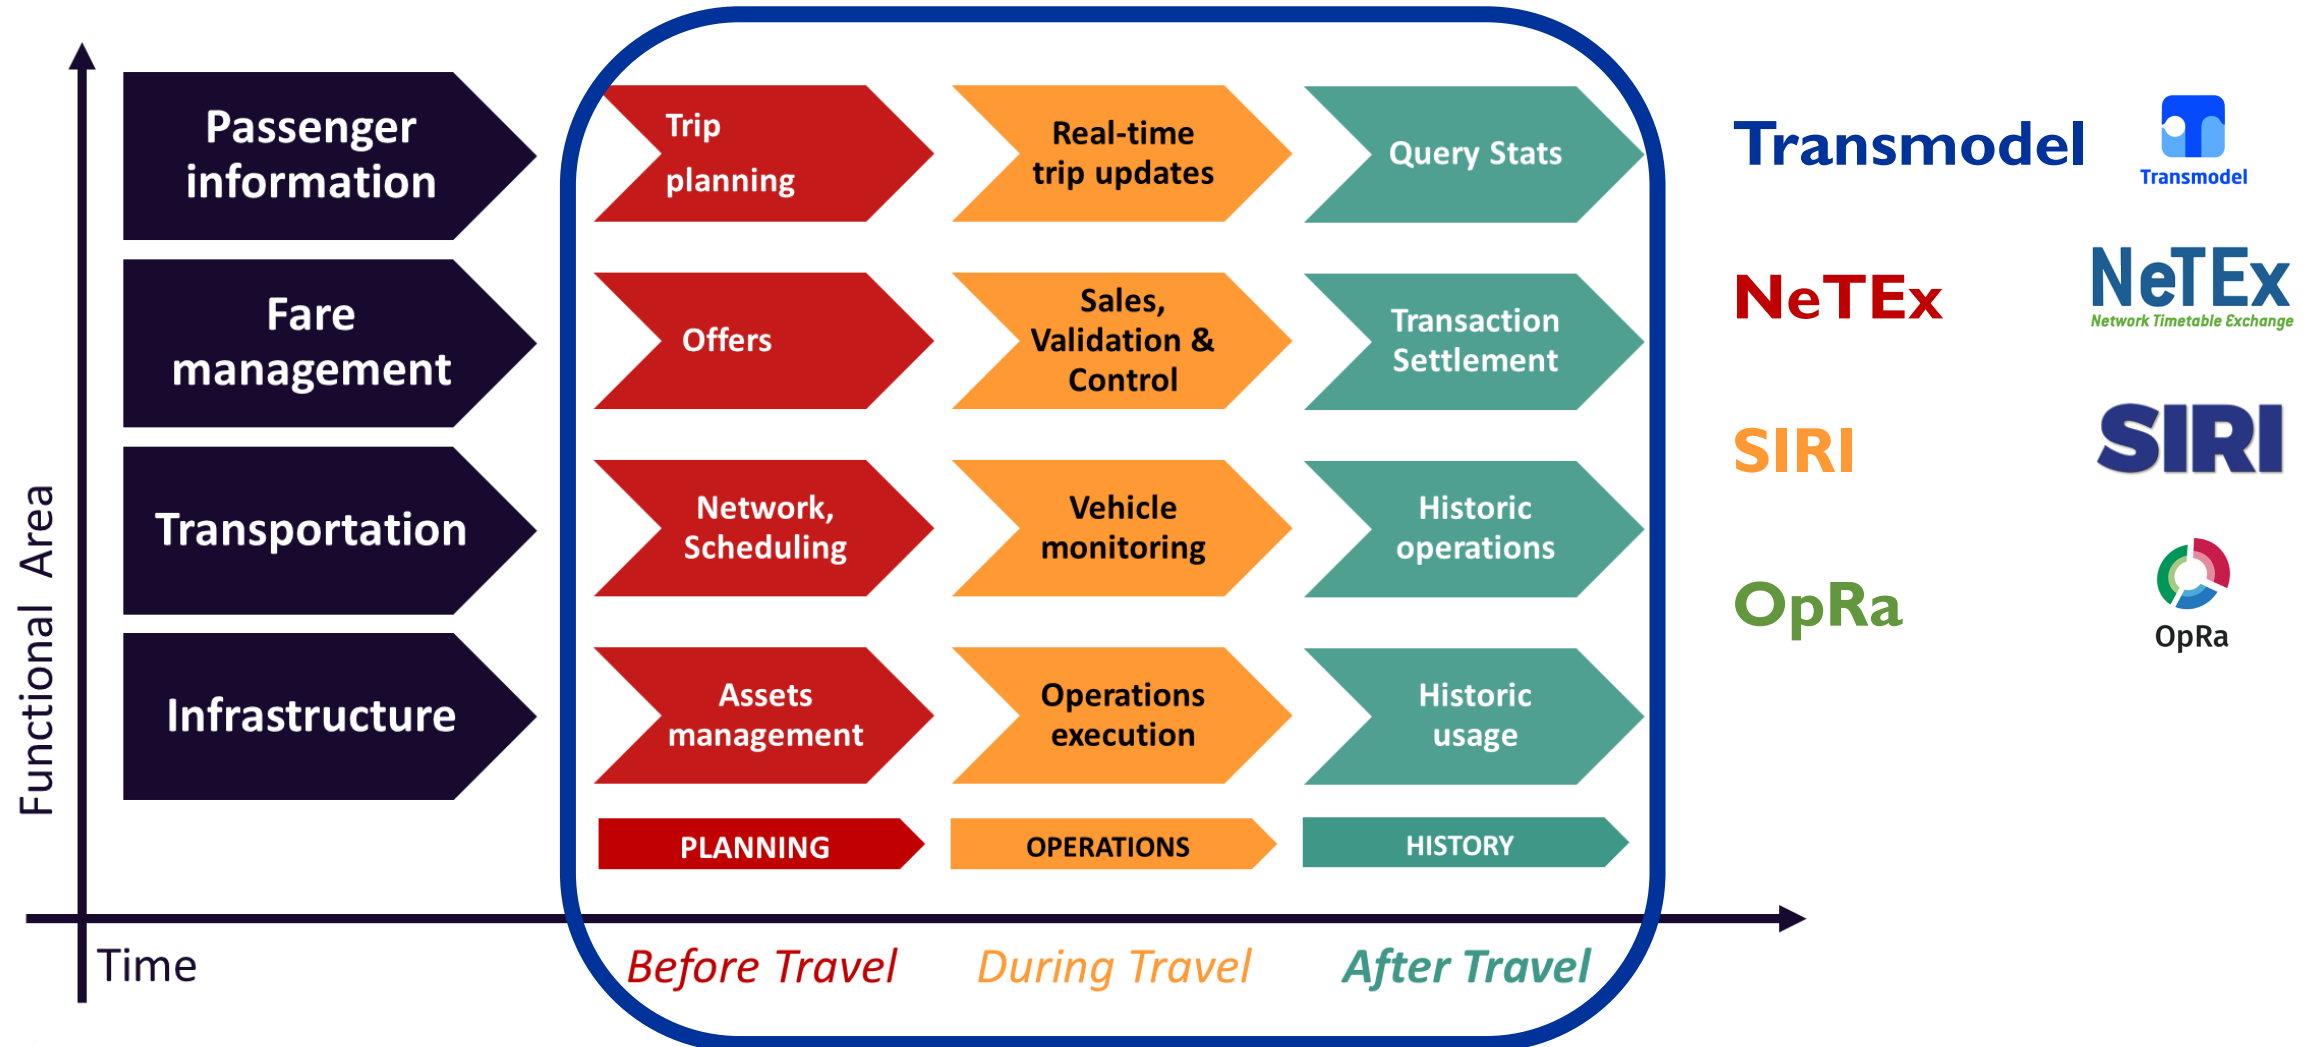 Functional Area
Passenger
information
Trip
planning
Real-time
trip updates
Query Stats
Fare
management
Offers
Sales,
Validation &
Control
Transaction
Settlement
Transportation
Network,
Scheduling
Vehicle
monitoring
Historic
operations
Infrastructure
Assets
management
Operations
execution
Historic
usage
PLANNING
OPERATIONS
HISTORY
Time
Before Travel
During Travel
After Travel
Transmodel
Transmodel
NeTEx
NeTEx
Network Timetable Exchange
SIRI
SIRI
OpRa
OpRa